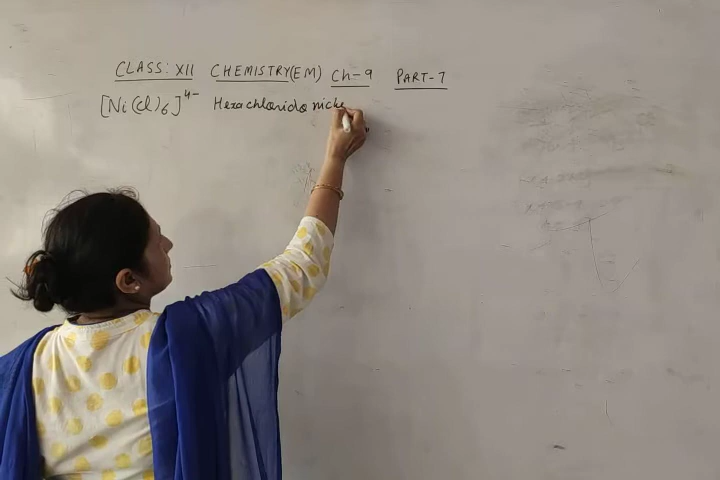 CLASS: XII CHEMISTRY(EM) Ch-9 PART-7
[Ni(Cl)6]4- Hexachlorido nicke